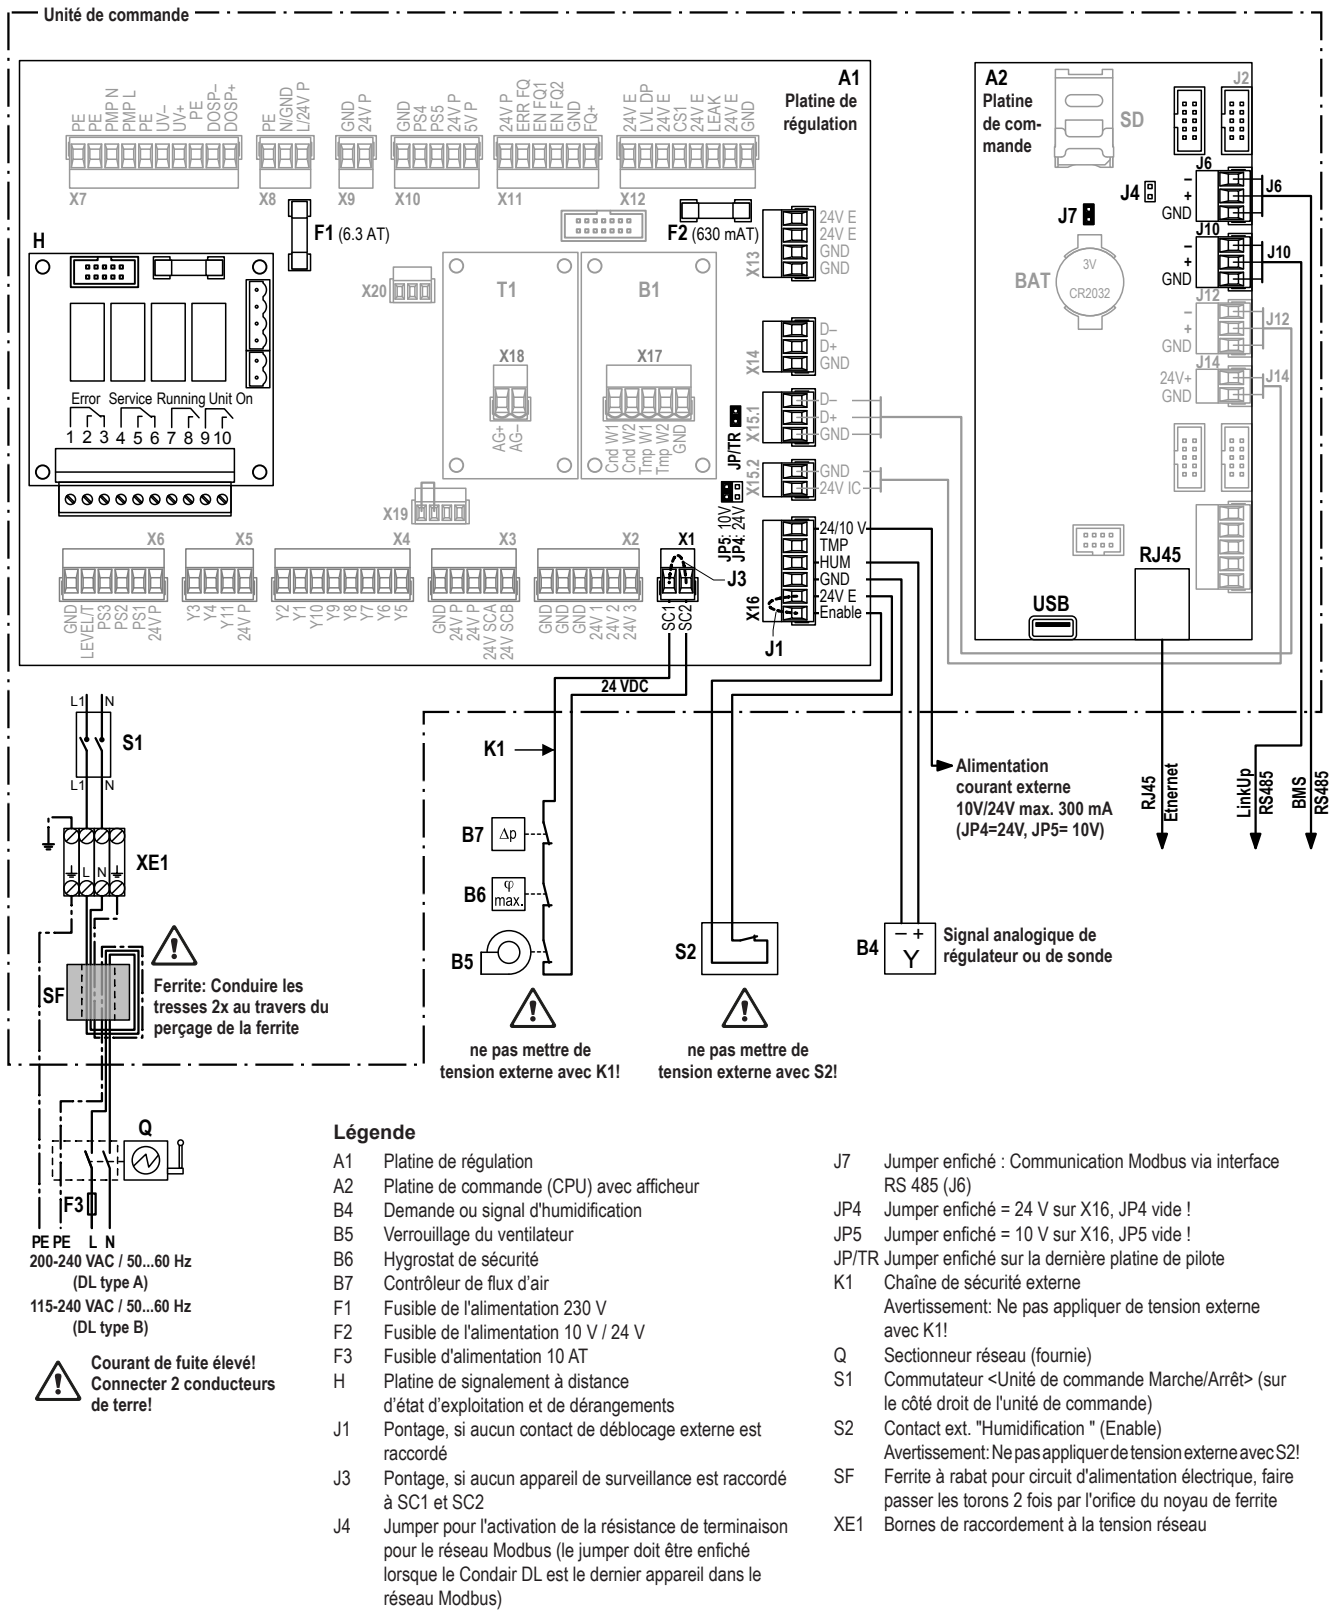 Unité de commande
A1
Platine de
régulation
PE
PE
PMP N
PMP L
PE
UV–
UV+
PE
DOSP–
DOSP+
X7
PE
N/GND
L/24V P
X8
GND
24V P
X9
GND
PS4
PS5
24V P
5V P
X10
24V P
ERR FQ
EN FQ1
EN FQ2
GND
FQ+
X11
24V E
LVL DP
24V E
CS1
24V E
LEAK
24V E
GND
X12
F1 (6.3 AT)
F2 (630 mAT)
24V E
24V E
GND
GND
X13
H
Error Service Running Unit On
1 2 3 4 5 6 7 8 9 10
X20
T1
B1
X18
AG+
AG–
X17
Cnd W1
Cnd W2
Tmp W1
Tmp W2
GND
X19
D–
D+
GND
X14
D–
D+
GND
X15.1
JP/TR
GND
24V IC
X15.2
JP5: 10V
JP4: 24V
24/10 V
TMP
HUM
GND
24V E
Enable
X16
J1
X6
GND
LEVEL/T
PS3
PS2
PS1
24V P
X5
Y3
Y4
Y11
24V P
X4
Y2
Y1
Y10
Y9
Y8
Y7
Y6
Y5
X3
GND
24V P
24V P
24V SCA
24V SCB
X2
GND
GND
GND
24V 1
24V 2
24V 3
X1
J3
SC1
SC2
24 VDC
A2
Platine
de com-
mande
SD
J2
J4
J7
BAT
3V
CR2032
J6
–
+
GND
J6
J10
–
+
GND
J10
J12
–
+
GND
J12
J14
24V+
GND
J14
RJ45
USB
L1 N
S1
L1 N
XE1
L N
SF
Ferrite: Conduire les
tresses 2x au travers du
perçage de la ferrite
K1
B7 Δp
B6 φ
max.
B5
ne pas mettre de
tension externe avec K1!
S2
ne pas mettre de
tension externe avec S2!
B4
– +
Y
Signal analogique de
régulateur ou de sonde
Alimentation
courant externe
10V/24V max. 300 mA
(JP4=24V, JP5= 10V)
RJ45
Etnernet
LinkUp
RS485
BMS
RS485
Q
F3
PE PE L N
200-240 VAC / 50...60 Hz
(DL type A)
115-240 VAC / 50...60 Hz
(DL type B)
Courant de fuite élevé!
Connecter 2 conducteurs
de terre!
Légende
A1 Platine de régulation
A2 Platine de commande (CPU) avec afficheur
B4 Demande ou signal d'humidification
B5 Verrouillage du ventilateur
B6 Hygrostat de sécurité
B7 Contrôleur de flux d'air
F1 Fusible de l'alimentation 230 V
F2 Fusible de l'alimentation 10 V / 24 V
F3 Fusible d'alimentation 10 AT
H Platine de signalement à distance
d'état d'exploitation et de dérangements
J1 Pontage, si aucun contact de déblocage externe est
raccordé
J3 Pontage, si aucun appareil de surveillance est raccordé
à SC1 et SC2
J4 Jumper pour l'activation de la résistance de terminaison
pour le réseau Modbus (le jumper doit être enfiché
lorsque le Condair DL est le dernier appareil dans le
réseau Modbus)
J7 Jumper enfiché : Communication Modbus via interface
RS 485 (J6)
JP4 Jumper enfiché = 24 V sur X16, JP4 vide !
JP5 Jumper enfiché = 10 V sur X16, JP5 vide !
JP/TR Jumper enfiché sur la dernière platine de pilote
K1 Chaîne de sécurité externe
Avertissement: Ne pas appliquer de tension externe
avec K1!
Q Sectionneur réseau (fournie)
S1 Commutateur <Unité de commande Marche/Arrêt> (sur
le côté droit de l'unité de commande)
S2 Contact ext. "Humidification " (Enable)
Avertissement: Ne pas appliquer de tension externe avec S2!
SF Ferrite à rabat pour circuit d'alimentation électrique, faire
passer les torons 2 fois par l'orifice du noyau de ferrite
XE1 Bornes de raccordement à la tension réseau